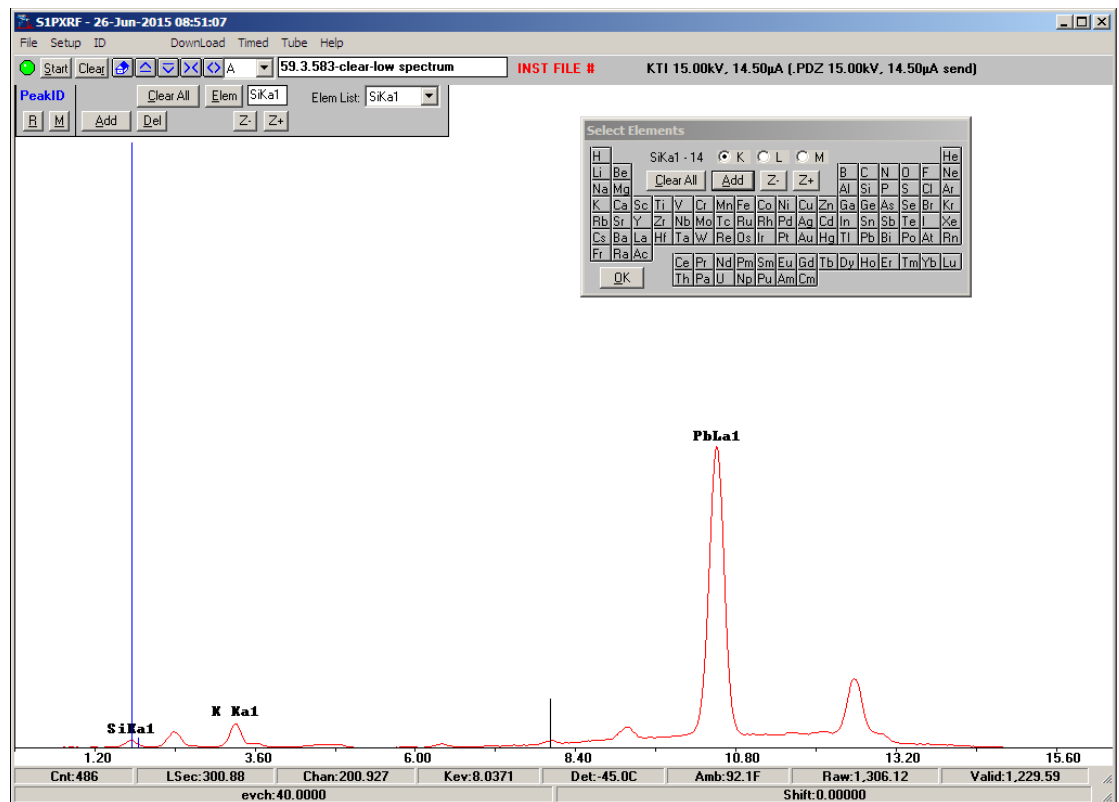 S1PXRF - 26-Jun-2015 08:51:07
File Setup ID DownLoad Timed Tube Help
Start Clear A 59.3.583-clear-low spectrum INST FILE # KTI 15.00kV, 14.50µA (.PDZ 15.00kV, 14.50µA send)
PeakID Clear All Elem SiKa1 Elem List: SiKa1
R M Add Del Z- Z+
Select Elements
H SiKa1 - 14 K L M He
Li Be Clear All Add Z- Z+ B C N O F Ne
Na Mg Al Si P S Cl Ar
K Ca Sc Ti V Cr Mn Fe Co Ni Cu Zn Ga Ge As Se Br Kr
Rb Sr Y Zr Nb Mo Tc Ru Rh Pd Ag Cd In Sn Sb Te I Xe
Cs Ba La Hf Ta W Re Os Ir Pt Au Hg Tl Pb Bi Po At Rn
Fr Ra Ac
Ce Pr Nd Pm Sm Eu Gd Tb Dy Ho Er Tm Yb Lu
OK Th Pa U Np Pu Am Cm
PbLa1
K Ka1
SiKa1
1.20 3.60 6.00 8.40 10.80 13.20 15.60
Cnt:486 LSec:300.88 Chan:200.927 Kev:8.0371 Det:-45.0C Amb:92.1F Raw:1,306.12 Valid:1,229.59
evch:40.0000 Shift:0.00000